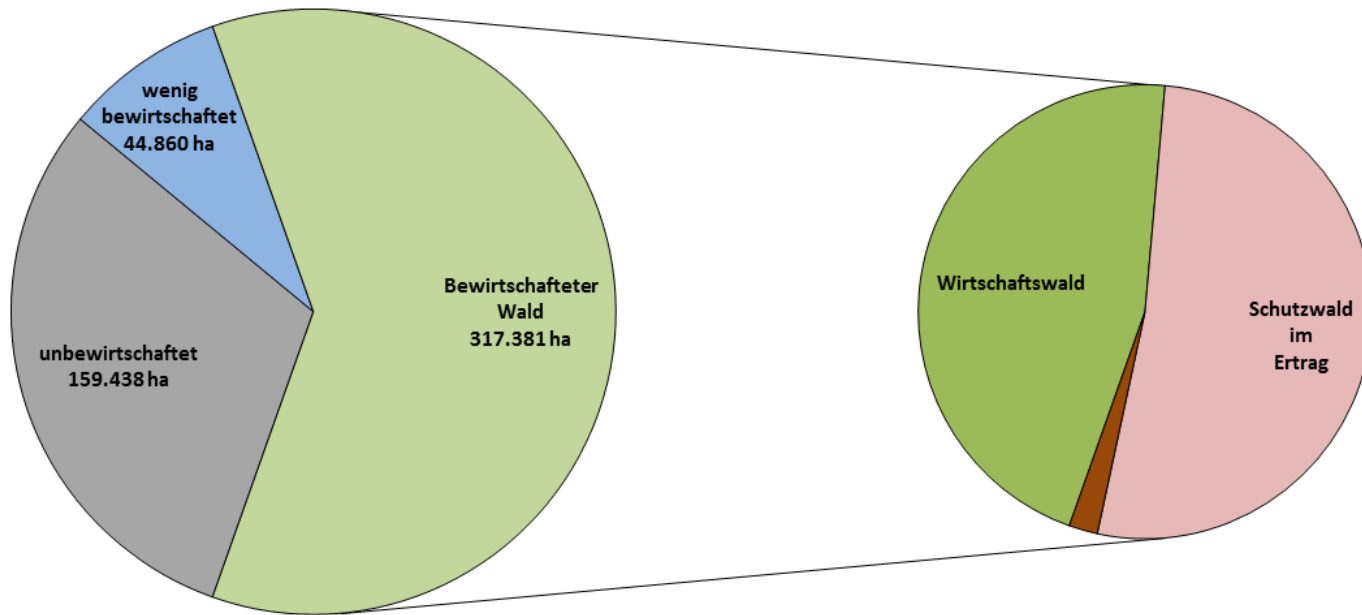 wenig
bewirtschaftet
44.860 ha
Bewirtschafteter
Wald
317.381 ha
unbewirtschaftet
159.438 ha
Wirtschaftswald
Schutzwald
im
Ertrag